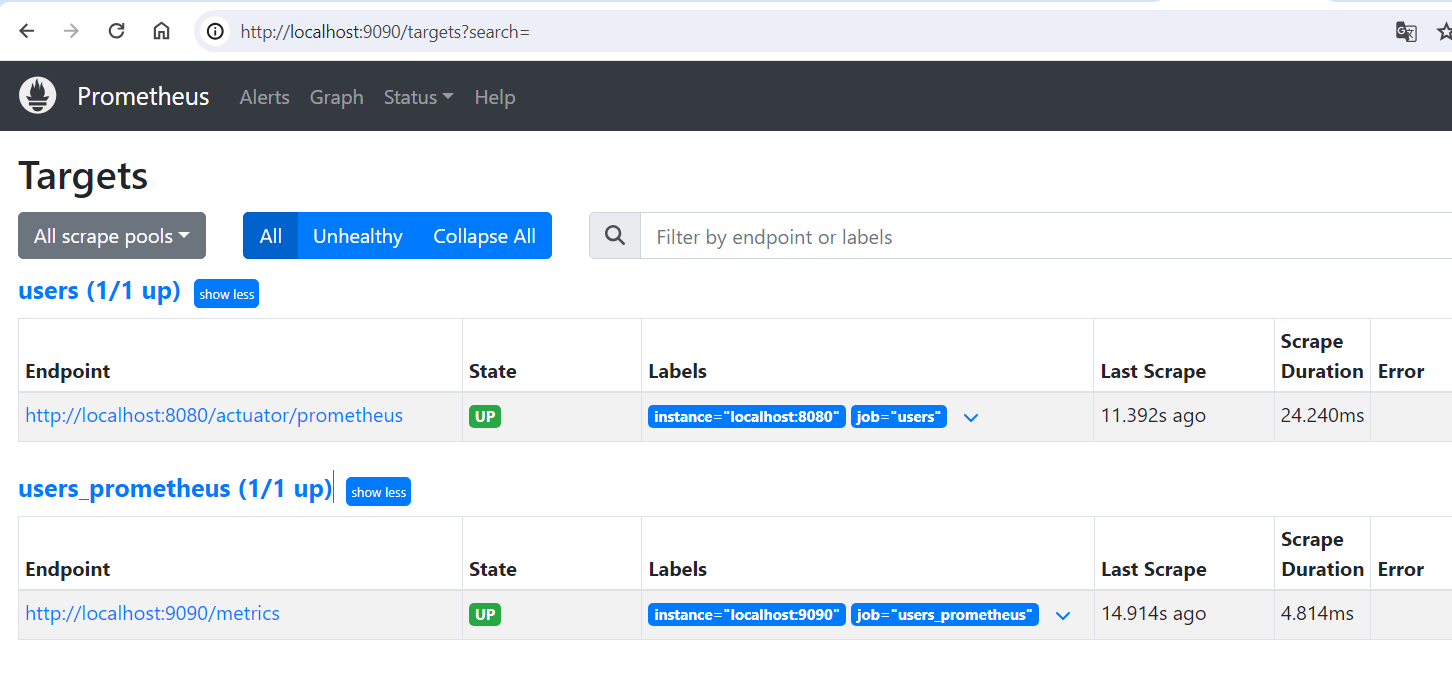 http://localhost:9090/targets?search=
Prometheus Alerts Graph Status Help
Targets
All scrape pools All Unhealthy Collapse All Filter by endpoint or labels
users (1/1 up) show less
Endpoint State Labels Last Scrape Scrape Duration Error
http://localhost:8080/actuator/prometheus UP instance="localhost:8080" job="users" 11.392s ago 24.240ms
users_prometheus (1/1 up) show less
Endpoint State Labels Last Scrape Scrape Duration Error
http://localhost:9090/metrics UP instance="localhost:9090" job="users_prometheus" 14.914s ago 4.814ms